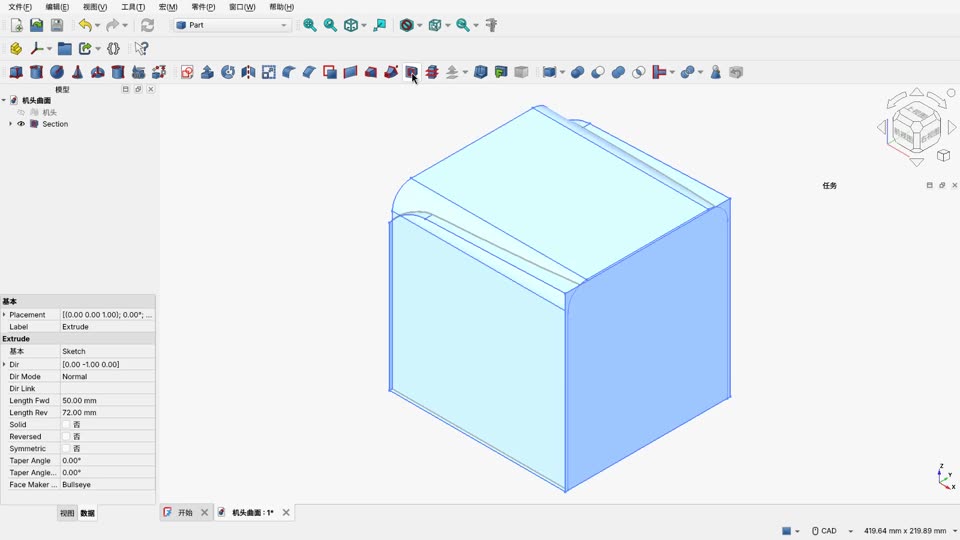 文件(F) 编辑(E) 视图(V) 工具(T) 宏(M) 零件(P) 窗口(W) 帮助(H)
Part
模型
机头曲面
机头
Section
任务
基本
Placement [(0.00 0.00 1.00); 0.00°; ...
Label Extrude
Extrude
基本 Sketch
Dir [0.00 -1.00 0.00]
Dir Mode Normal
Dir Link
Length Fwd 50.00 mm
Length Rev 72.00 mm
Solid 否
Reversed 否
Symmetric 否
Taper Angle 0.00°
Taper Angle... 0.00°
Face Maker ... Bullseye
Z
Y
X
视图 数据
开始 机头曲面 : 1*
CAD 419.64 mm x 219.89 mm